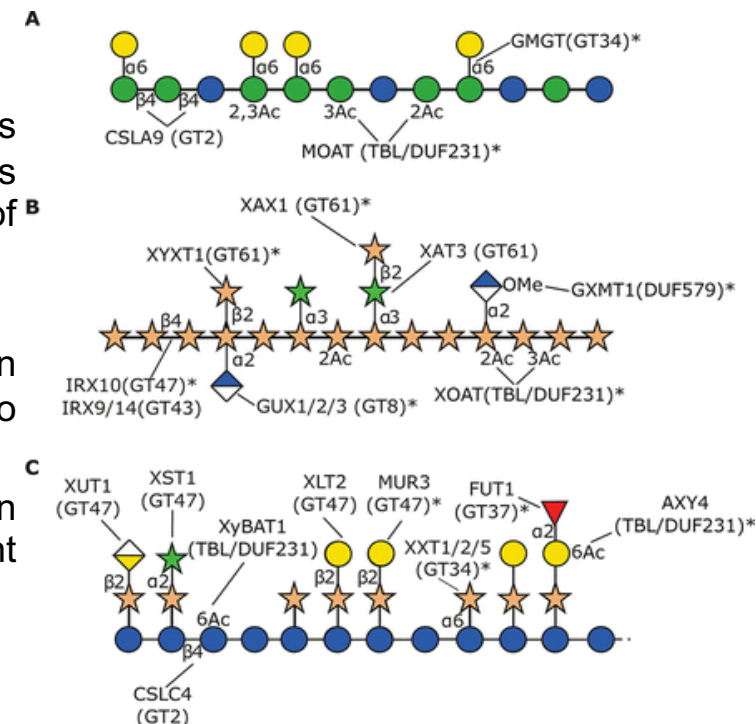 A
GMGT(GT34)*
α6 α6 α6 α6
β4 β4 2,3Ac 3Ac 2Ac
CSLA9 (GT2)
MOAT (TBL/DUF231)*
s
s
of
B
XAX1 (GT61)*
XYXT1(GT61)*
XAT3 (GT61)
β2
OMe
GXMT1(DUF579)*
β4 β2 α3 α3 α2
α2 2Ac 2Ac 3Ac
n
IRX10(GT47)*
XOAT(TBL/DUF231)*
IRX9/14(GT43)
GUX1/2/3 (GT8)*
o
C
XUT1
(GT47)
XST1
(GT47)
XyBAT1
(TBL/DUF231)
XLT2
(GT47)
MUR3
(GT47)*
FUT1
(GT37)*
AXY4
(TBL/DUF231)*
n
nt
XXT1/2/5
(GT34)*
α2
6Ac
β2 α2 β2 β2
6Ac α6
β4
CSLC4
(GT2)